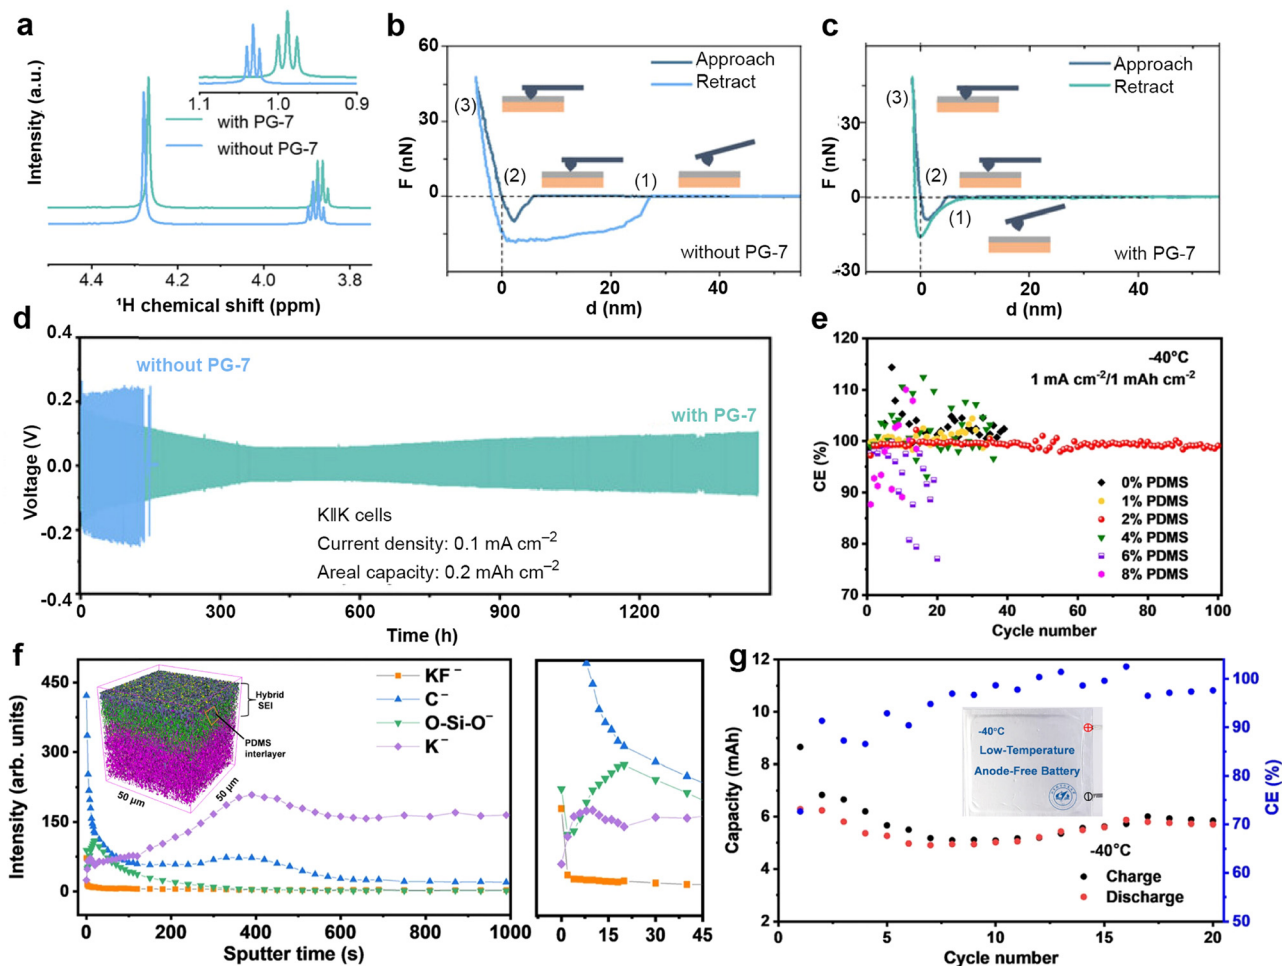 a
Intensity (a.u.)
1.1 1.0 0.9
with PG-7
without PG-7
4.4 4.2 4.0 3.8
¹H chemical shift (ppm)
b
60
30
0
F (nN)
Approach
Retract
(3)
(2)
(1)
without PG-7
0 20 40
d (nm)
c
30
0
-30
F (nN)
Approach
Retract
(3)
(2)
(1)
with PG-7
0 20 40
d (nm)
d
0.4
0.2
0.0
-0.2
-0.4
Voltage (V)
without PG-7
with PG-7
K||K cells
Current density: 0.1 mA cm⁻²
Areal capacity: 0.2 mAh cm⁻²
0 300 600 900 1200
Time (h)
e
120
110
100
90
80
70
CE (%)
-40°C
1 mA cm⁻²/1 mAh cm⁻²
0% PDMS
1% PDMS
2% PDMS
4% PDMS
6% PDMS
8% PDMS
0 20 40 60 80 100
Cycle number
f
450
300
150
0
Intensity (arb. units)
Hybrid
SEI
PDMS
interlayer
50 μm
50 μm
KF⁻
C⁻
O-Si-O⁻
K⁻
0 200 400 600 800 1000
Sputter time (s)
0 15 30 45
g
12
10
8
6
4
2
Capacity (mAh)
-40°C
Low-Temperature
Anode-Free Battery
-40°C
Charge
Discharge
100
90
80
70
60
50
CE (%)
0 5 10 15 20
Cycle number